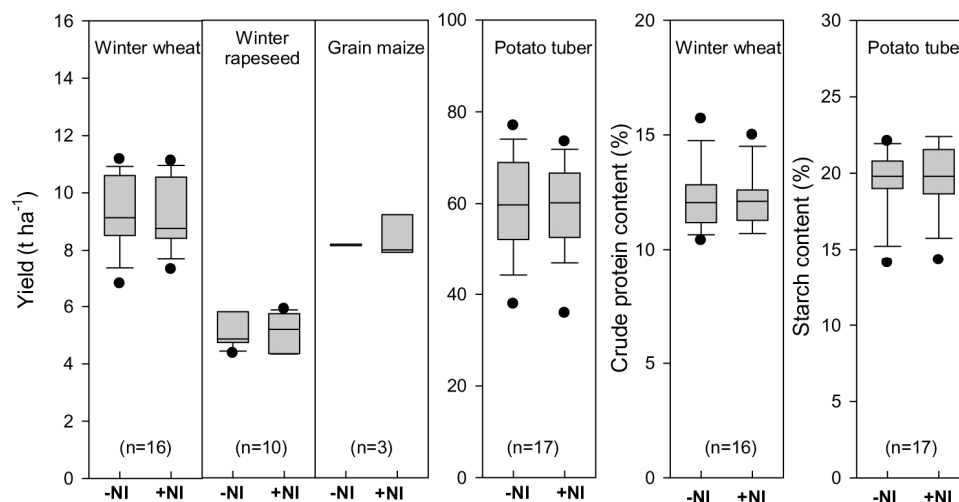 Yield (t ha-1)
16
14
12
10
8
6
4
2
0
Winter wheat
(n=16)
-NI +NI
Winter
rapeseed
(n=10)
-NI +NI
Grain maize
(n=3)
-NI +NI
100
80
60
40
20
0
Potato tuber
(n=17)
-NI +NI
Crude protein content (%)
20
15
10
5
0
Winter wheat
(n=16)
-NI +NI
Starch content (%)
30
25
20
15
10
5
0
Potato tuber
(n=17)
-NI +NI